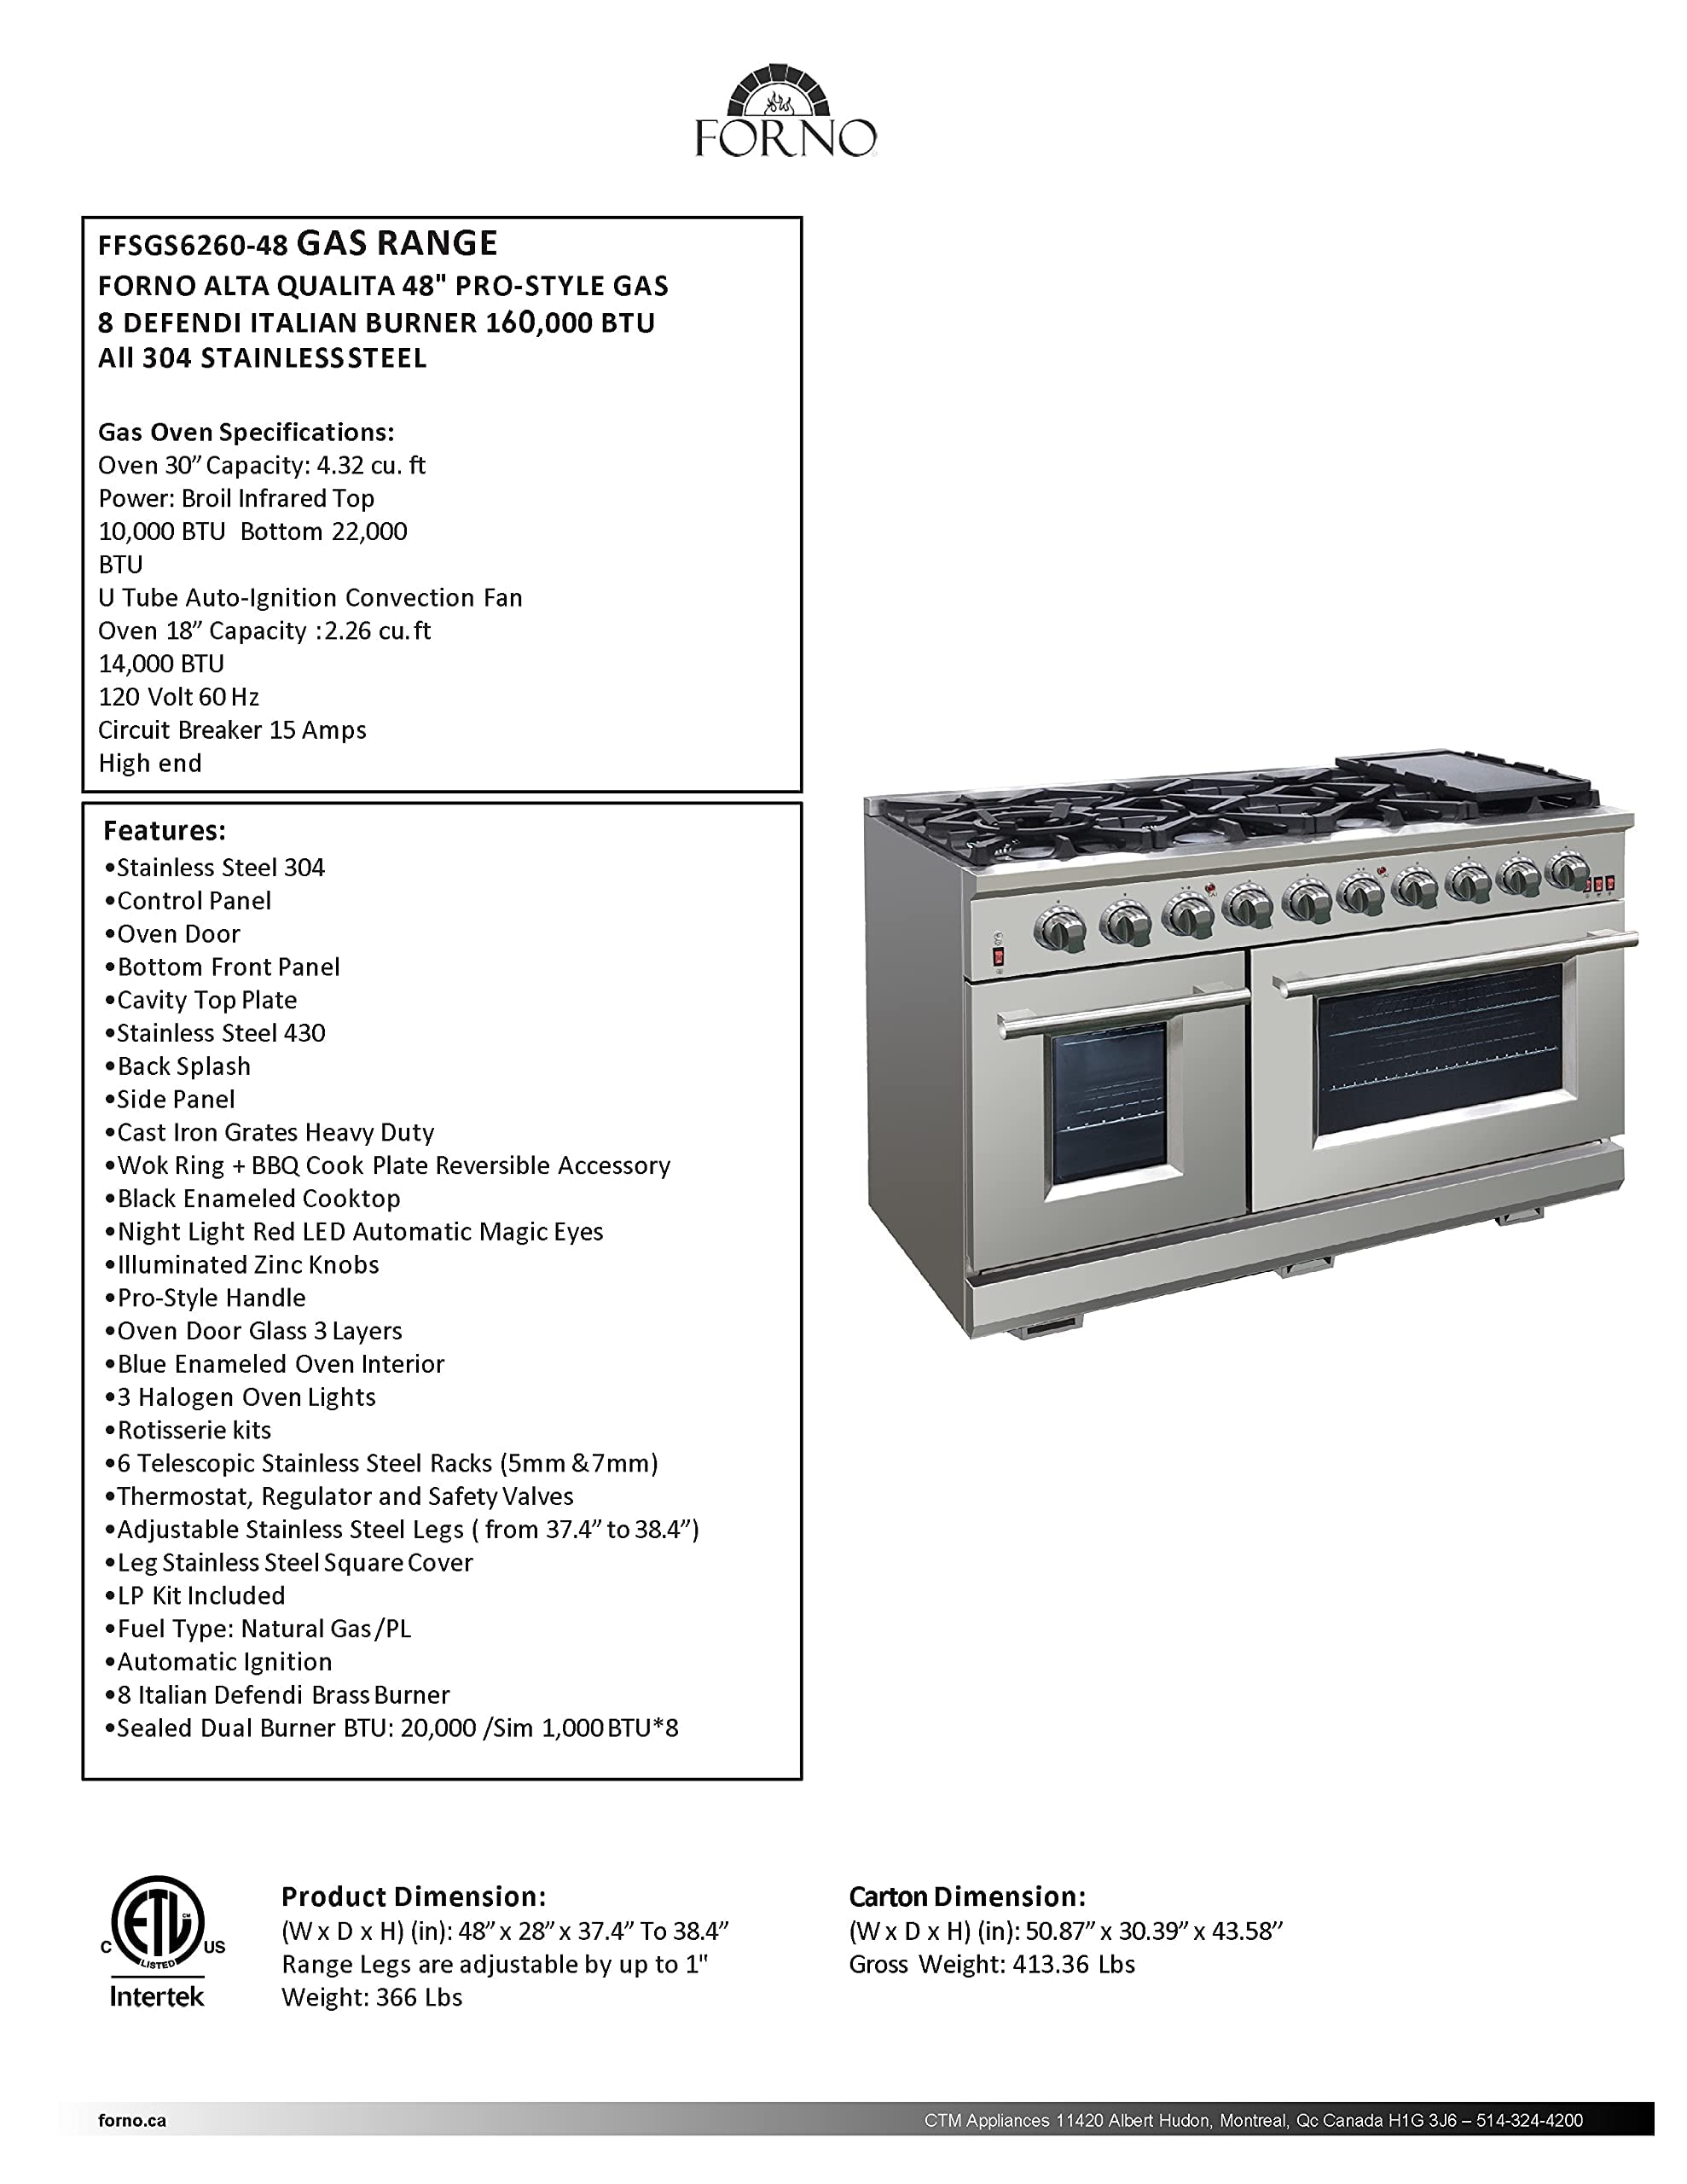 FORNO
FFSGS6260-48 GAS RANGE
FORNO ALTA QUALITA 48" PRO-STYLE GAS
8 DEFENDI ITALIAN BURNER 160,000 BTU
All 304 STAINLESS STEEL
Gas Oven Specifications:
Oven 30” Capacity: 4.32 cu. ft
Power: Broil Infrared Top
10,000 BTU Bottom 22,000
BTU
U Tube Auto-Ignition Convection Fan
Oven 18” Capacity :2.26 cu. ft
14,000 BTU
120 Volt 60 Hz
Circuit Breaker 15 Amps
High end
Features:
•Stainless Steel 304
•Control Panel
•Oven Door
•Bottom Front Panel
•Cavity Top Plate
•Stainless Steel 430
•Back Splash
•Side Panel
•Cast Iron Grates Heavy Duty
•Wok Ring + BBQ Cook Plate Reversible Accessory
•Black Enameled Cooktop
•Night Light Red LED Automatic Magic Eyes
•Illuminated Zinc Knobs
•Pro-Style Handle
•Oven Door Glass 3 Layers
•Blue Enameled Oven Interior
•3 Halogen Oven Lights
•Rotisserie kits
•6 Telescopic Stainless Steel Racks (5mm &7mm)
•Thermostat, Regulator and Safety Valves
•Adjustable Stainless Steel Legs ( from 37.4” to 38.4”)
•Leg Stainless Steel Square Cover
•LP Kit Included
•Fuel Type: Natural Gas/PL
•Automatic Ignition
•8 Italian Defendi Brass Burner
•Sealed Dual Burner BTU: 20,000 /Sim 1,000 BTU*8
ETL CM
C US
LISTED
Intertek
Product Dimension:
(W x D x H) (in): 48” x 28” x 37.4” To 38.4”
Range Legs are adjustable by up to 1"
Weight: 366 Lbs
Carton Dimension:
(W x D x H) (in): 50.87” x 30.39” x 43.58”
Gross Weight: 413.36 Lbs
forno.ca
CTM Appliances 11420 Albert Hudon, Montreal, Qc Canada H1G 3J6 – 514-324-4200